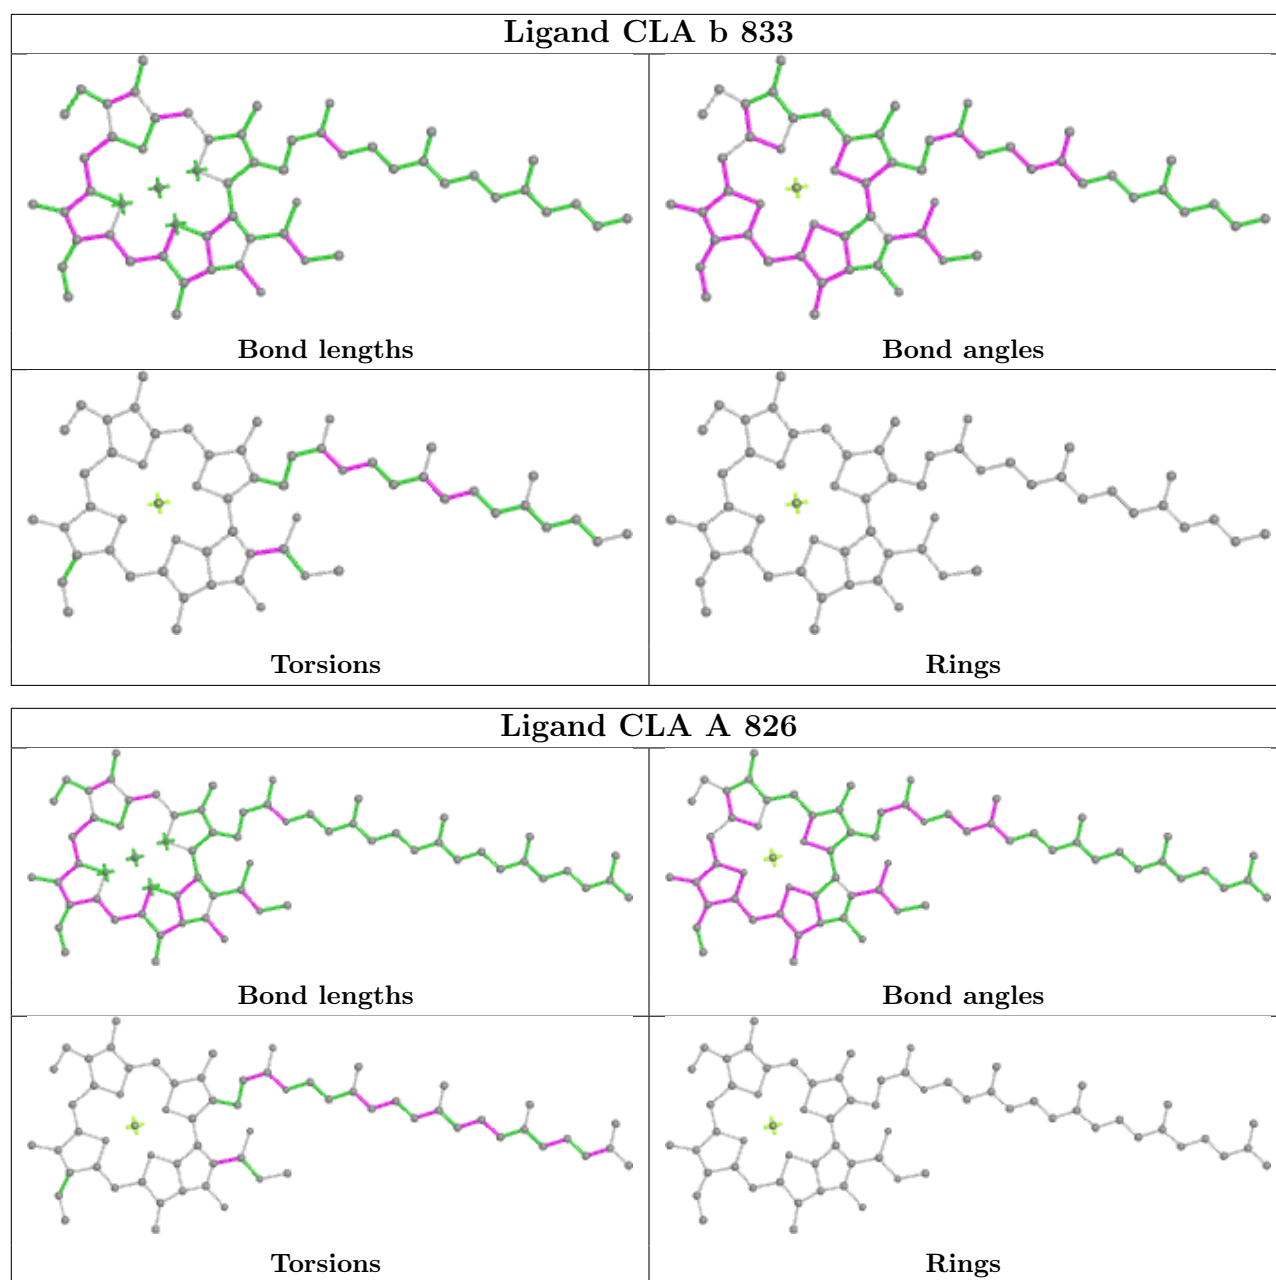 Ligand CLA b 833
Bond lengths
Bond angles
Torsions
Rings
Ligand CLA A 826
Bond lengths
Bond angles
Torsions
Rings